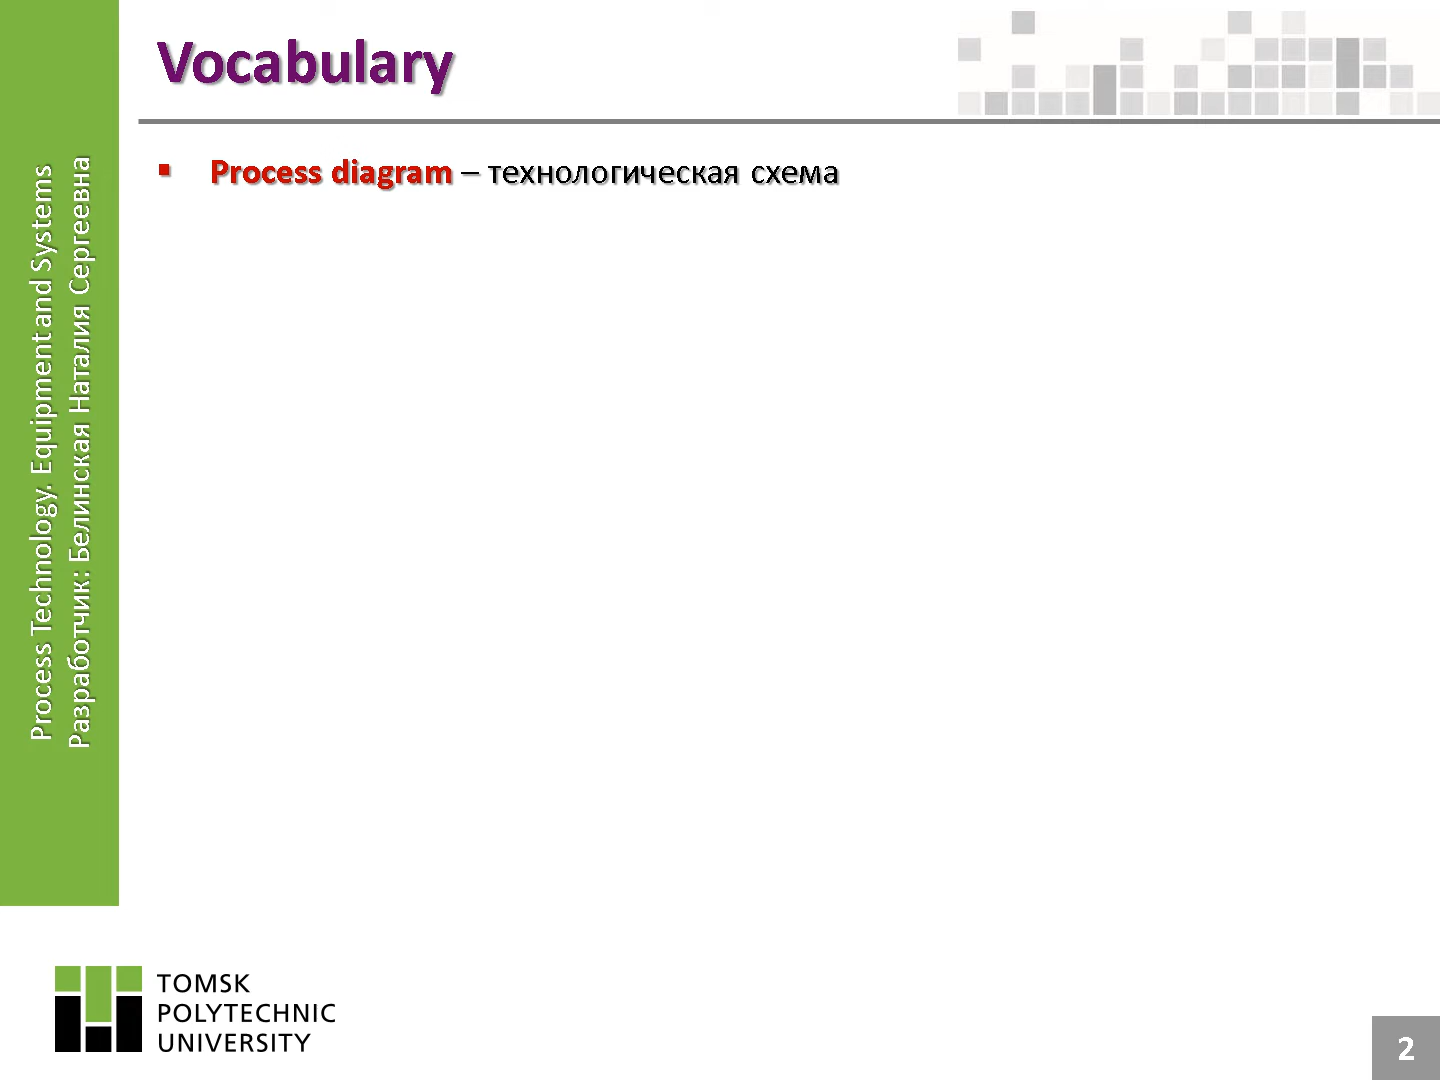 Vocabulary
Process diagram – технологическая схема
Process Technology. Equipment and Systems
Разработчик: Белинская Наталия Сергеевна
TOMSK
POLYTECHNIC
UNIVERSITY
2